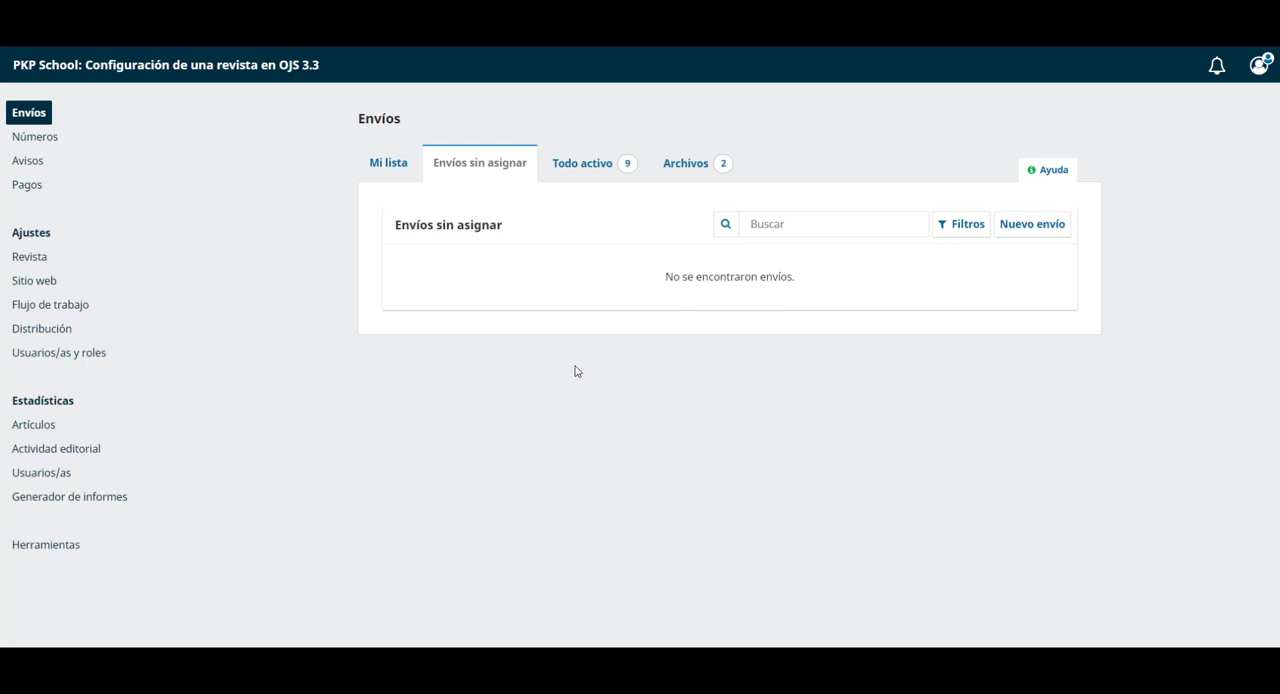 PKP School: Configuración de una revista en OJS 3.3
Envíos
Números
Avisos
Pagos
Ajustes
Revista
Sitio web
Flujo de trabajo
Distribución
Usuarios/as y roles
Estadísticas
Artículos
Actividad editorial
Usuarios/as
Generador de informes
Herramientas
Envíos
Mi lista Envíos sin asignar Todo activo 9 Archivos 2
Ayuda
Envíos sin asignar Buscar Filtros Nuevo envío
No se encontraron envíos.